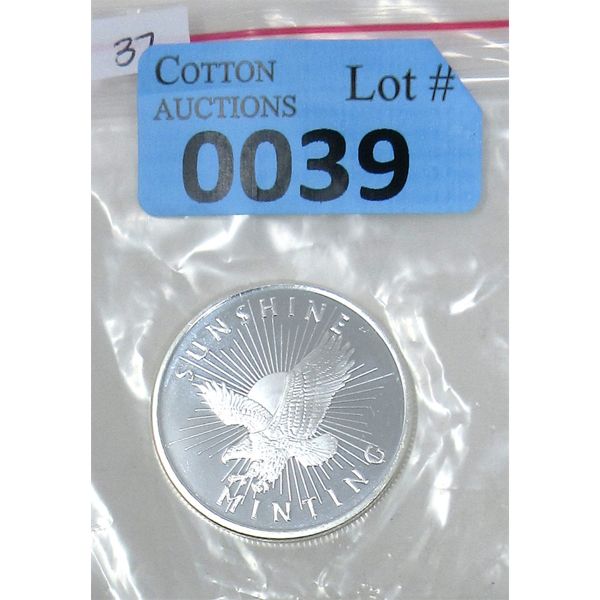 37
COTTON
AUCTIONS
Lot #
0039
SUNSHINE
MINTING